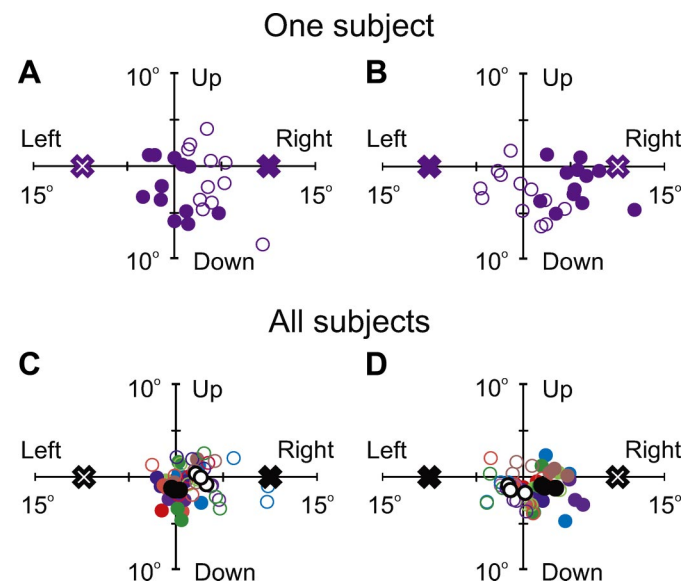 One subject
A
B
10° Up
10° Up
Left Right
Left Right
15° 15°
15° 15°
10° Down
10° Down
All subjects
C
D
10° Up
10° Up
Left Right
Left Right
15° 15°
15° 15°
10° Down
10° Down